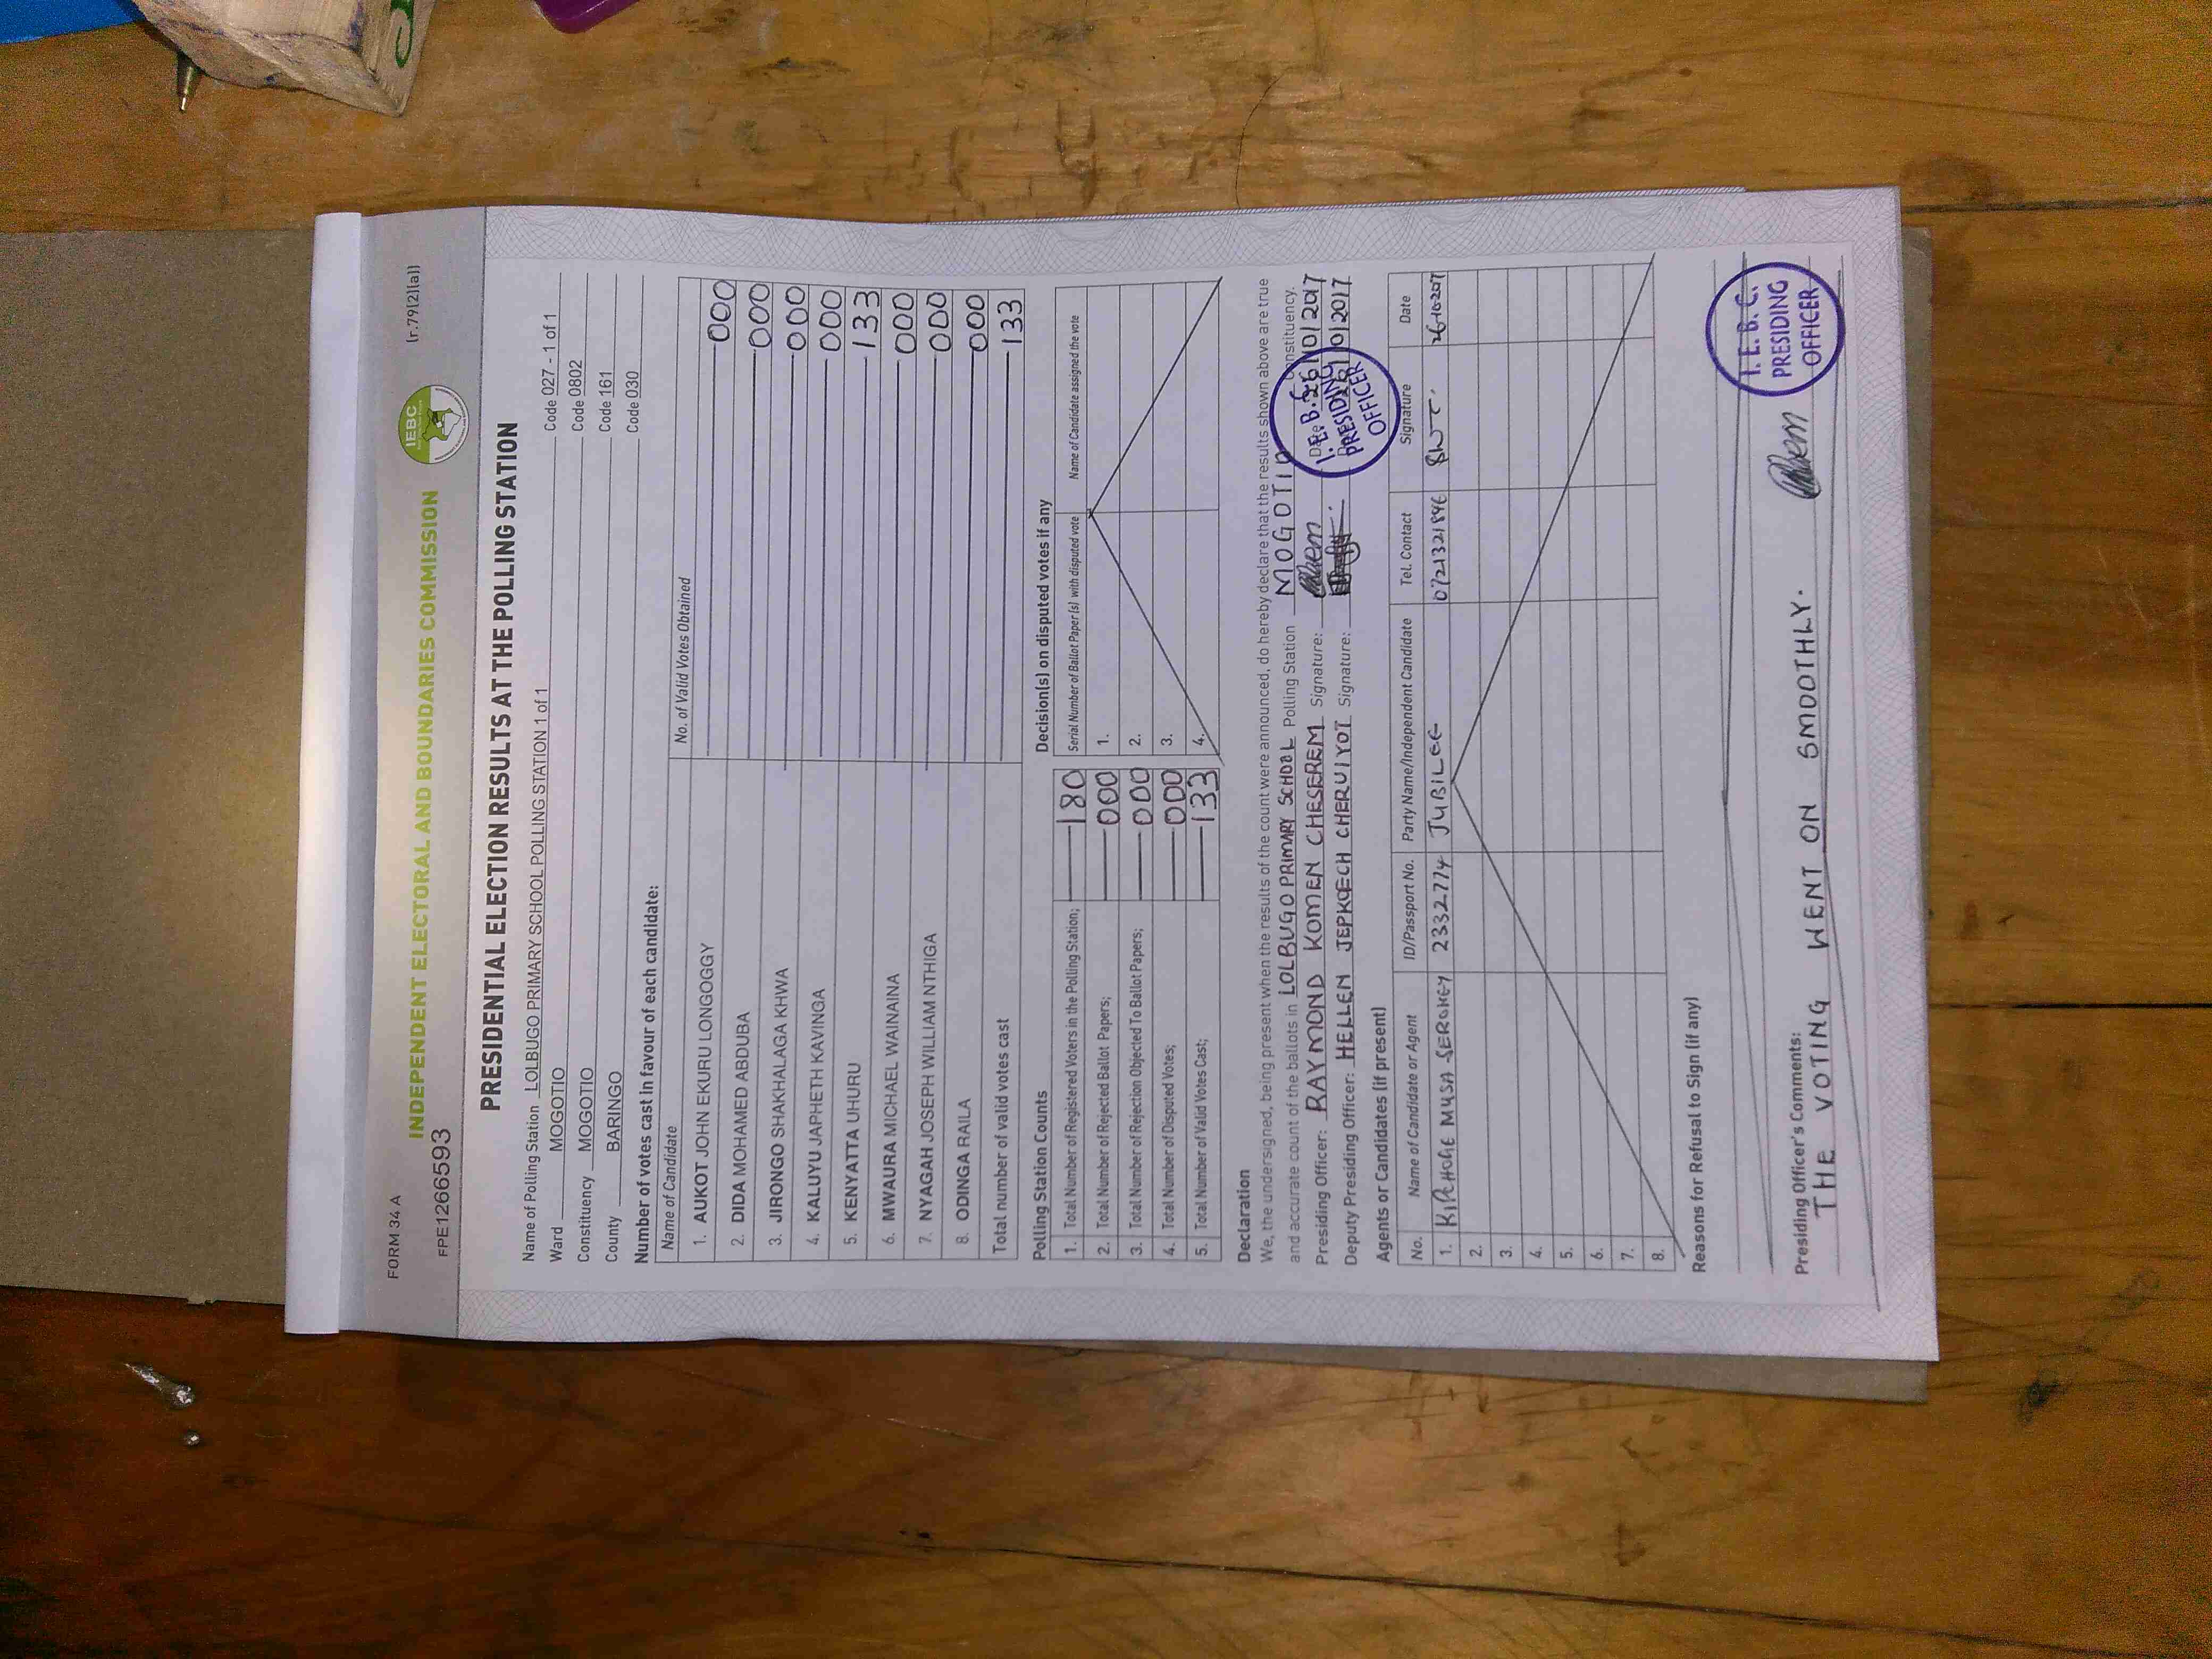 FORM 34 A
(r.79(2)(a))
INDEPENDENT ELECTORAL AND BOUNDARIES COMMISSION
IEBC
FPE1266593
PRESIDENTIAL ELECTION RESULTS AT THE POLLING STATION
Name of Polling Station LOLBUGO PRIMARY SCHOOL POLLING STATION 1 of 1 Code 027 - 1 of 1
Ward MOGOTIO Code 0802
Constituency MOGOTIO Code 161
County BARINGO Code 030
Number of votes cast in favour of each candidate:
Name of Candidate No. of Valid Votes Obtained
1. AUKOT JOHN EKURU LONGOGGY 000
2. DIDA MOHAMED ABDUBA 000
3. JIRONGO SHAKHALAGA KHWA 000
4. KALUYU JAPHETH KAVINGA 000
5. KENYATTA UHURU 133
6. MWAURA MICHAEL WAINAINA 000
7. NYAGAH JOSEPH WILLIAM NTHIGA 000
8. ODINGA RAILA 000
Total number of valid votes cast 133
Polling Station Counts
1. Total Number of Registered Voters in the Polling Station; 180
2. Total Number of Rejected Ballot Papers; 000
3. Total Number of Rejection Objected To Ballot Papers; 000
4. Total Number of Disputed Votes; 000
5. Total Number of Valid Votes Cast; 133
Decision(s) on disputed votes if any
Serial Number of Ballot Paper (s) with disputed vote Name of Candidate assigned the vote
1.
2.
3.
4.
Declaration
We, the undersigned, being present when the results of the count were announced, do hereby declare that the results shown above are true
and accurate count of the ballots in LOLBUGO PRIMARY SCHOOL Polling Station MOGOTIO Constituency.
Presiding Officer: RAYMOND KOMEN CHESEREM Signature: Date 26/10/2017
Deputy Presiding Officer: HELLEN JEPKOECH CHERUIYOT Signature: 26/10/2017
I.E.B.C.
PRESIDING
OFFICER
Agents or Candidates (if present)
No. Name of Candidate or Agent ID/Passport No. Party Name/Independent Candidate Tel. Contact Signature Date
1. KIPCHOGE MUSA SERONEY 2332774 JUBILEE 0721321846 26-10-2017
2.
3.
4.
5.
6.
7.
8.
Reasons for Refusal to Sign (if any)
Presiding Officer's Comments:
THE VOTING WENT ON SMOOTHLY.
I.E.B.C.
PRESIDING
OFFICER